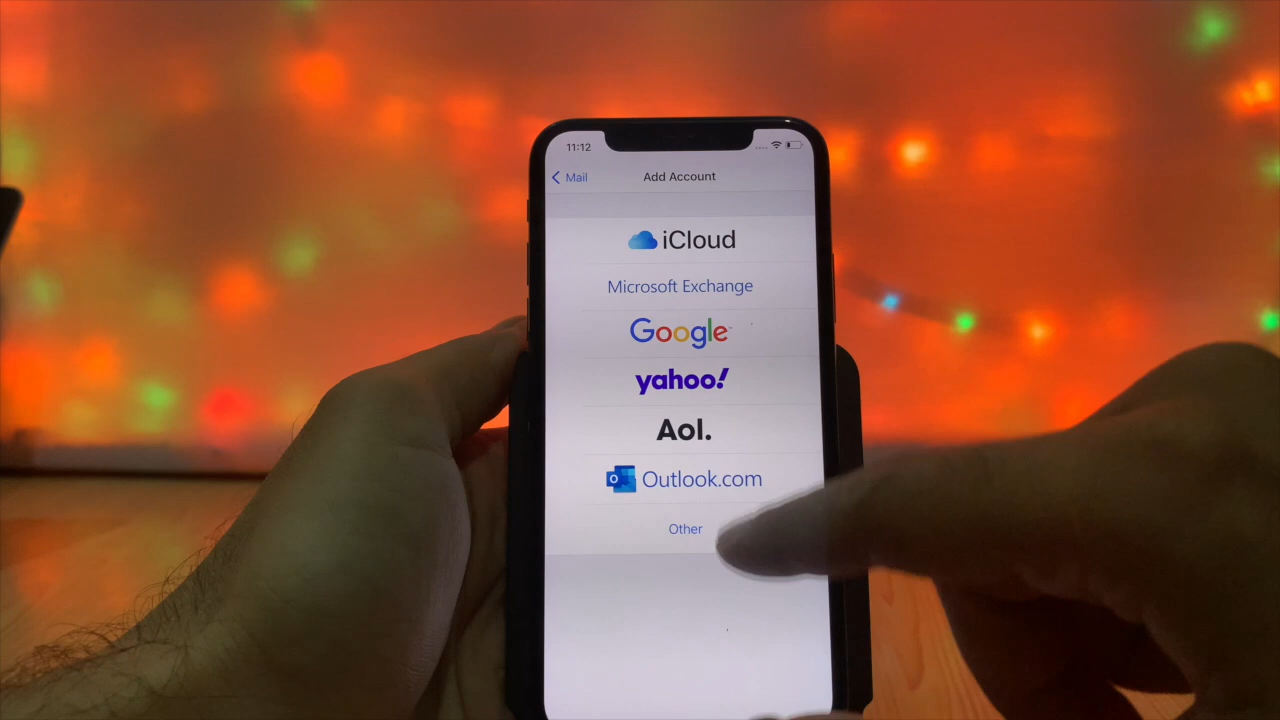 11:12
Mail
Add Account
iCloud
Microsoft Exchange
Google
yahoo!
Aol.
Outlook.com
Other